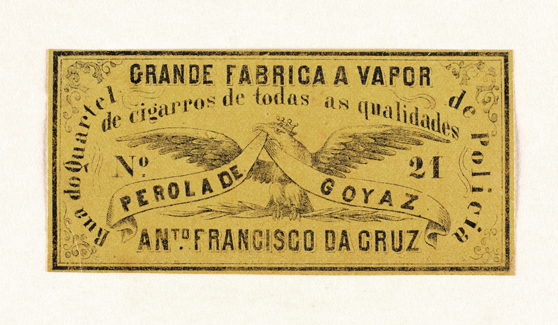 GRANDE FABRICA A VAPOR
de cigarros de todas as qualidades
Rua do Quartel
de Policia
Nº 21
PEROLA DE GOYAZ
ANTO FRANCISCO DA CRUZ